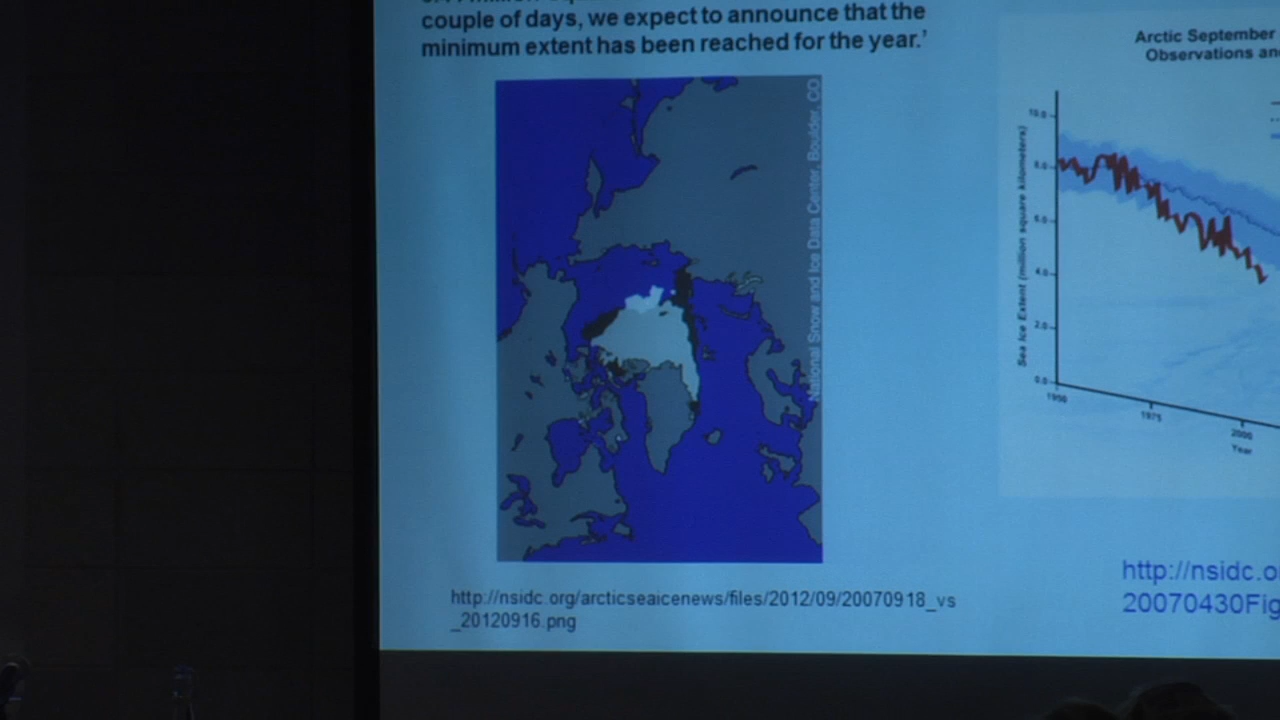 couple of days, we expect to announce that the
minimum extent has been reached for the year.'
National Snow and Ice Data Center, Boulder, CO
http://nsidc.org/arcticseaicenews/files/2012/09/20070918_vs
_20120916.png
Arctic September
Observations an
Sea Ice Extent (million square kilometers)
10.0
8.0
6.0
4.0
2.0
0.0
1950
1975
2000
Year
http://nsidc.o
20070430Fig